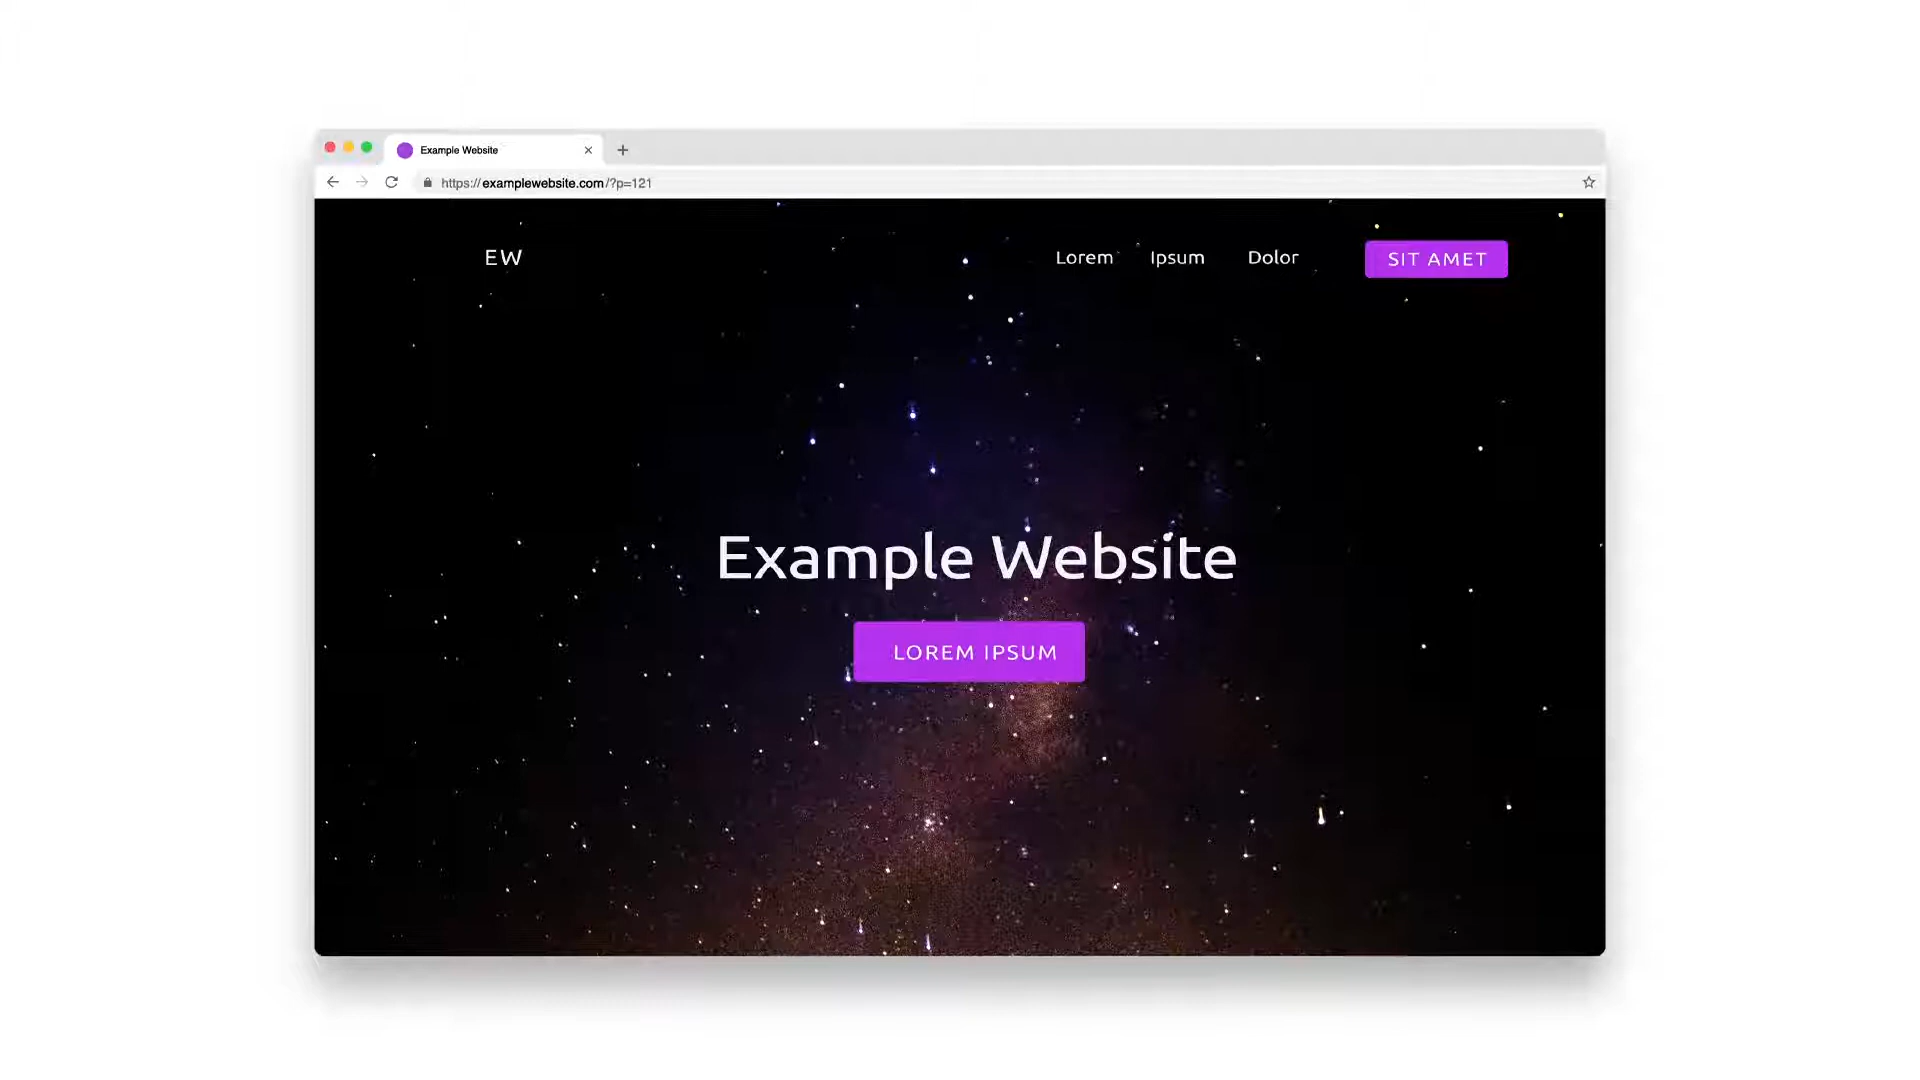 Example Website
https://examplewebsite.com/?p=121
EW
Lorem
Ipsum
Dolor
SIT AMET
Example Website
LOREM IPSUM